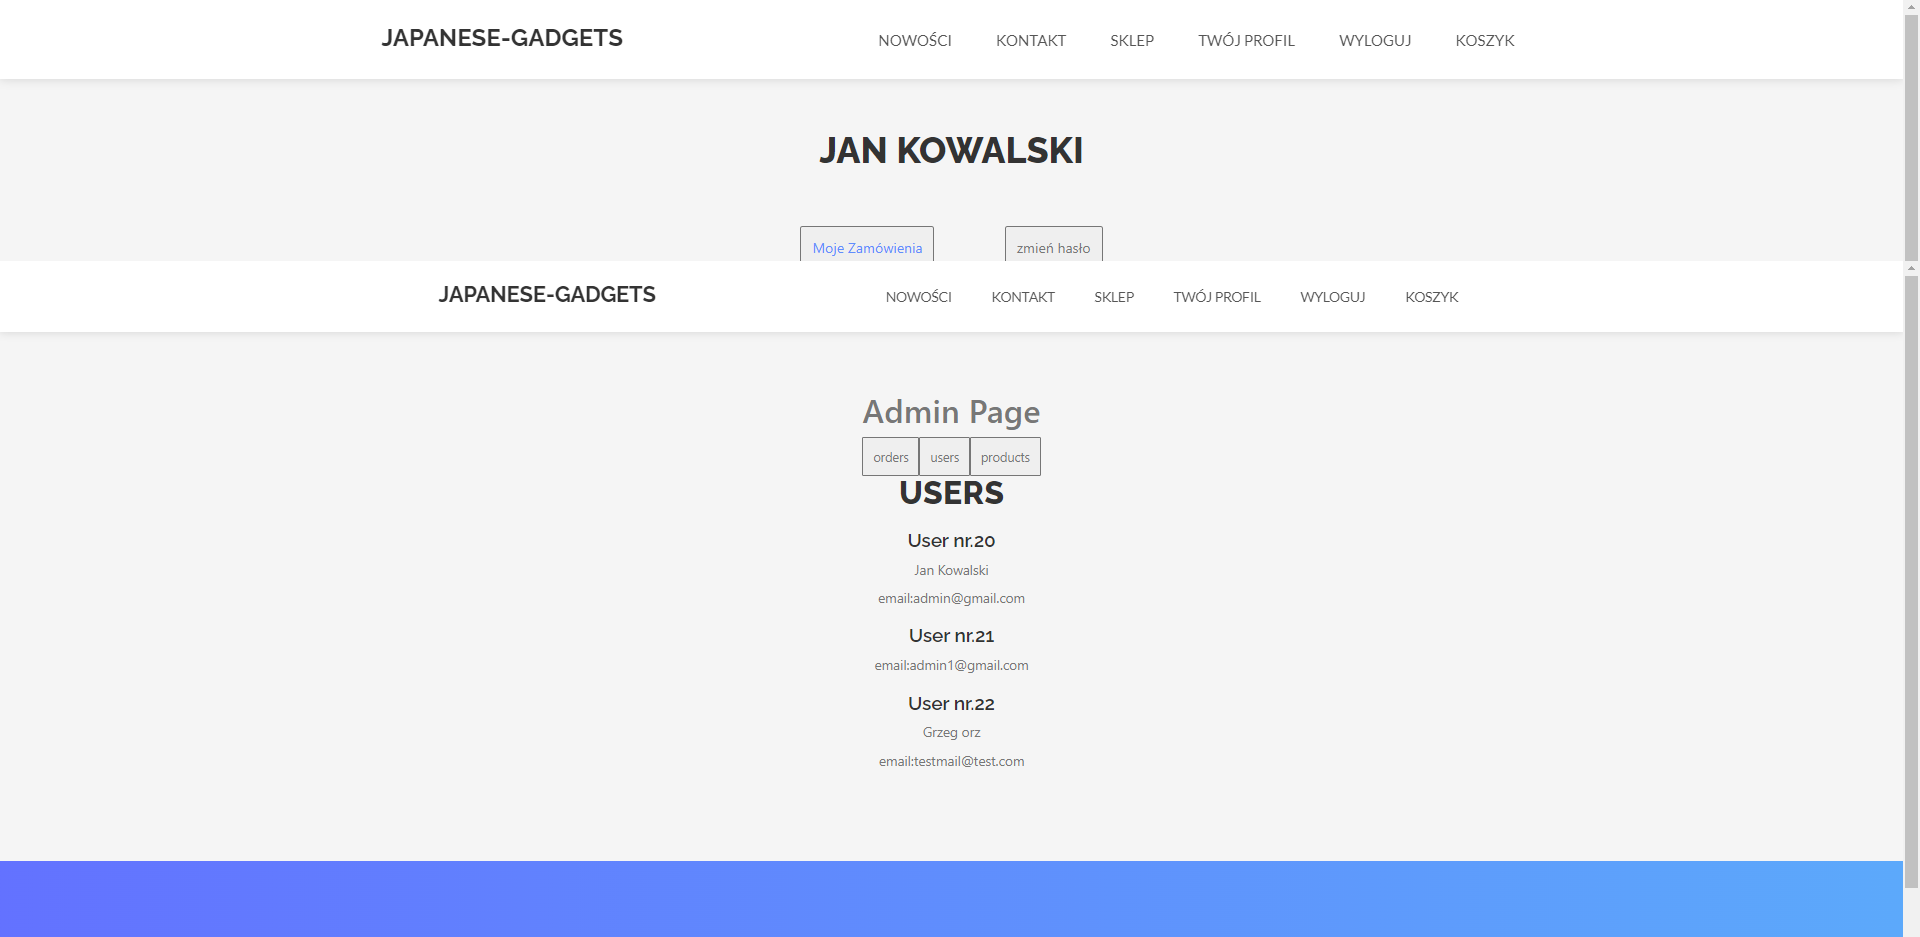 JAPANESE-GADGETS NOWOŚCI KONTAKT SKLEP TWÓJ PROFIL WYLOGUJ KOSZYK
JAN KOWALSKI
Moje Zamówienia zmień hasło
JAPANESE-GADGETS NOWOŚCI KONTAKT SKLEP TWÓJ PROFIL WYLOGUJ KOSZYK
Admin Page
orders users products
USERS
User nr.20
Jan Kowalski
email:admin@gmail.com
User nr.21
email:admin1@gmail.com
User nr.22
Grzeg orz
email:testmail@test.com